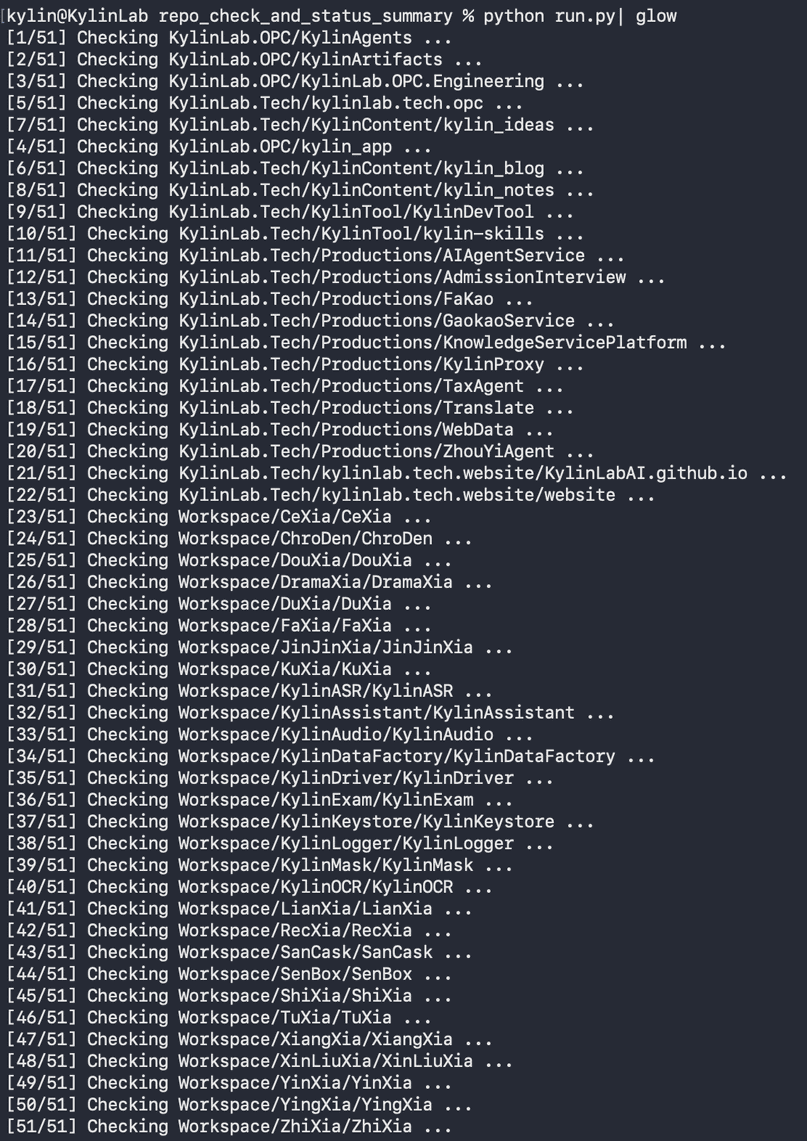 [kylin@KylinLab repo_check_and_status_summary % python run.py| glow
[1/51] Checking KylinLab.OPC/KylinAgents ...
[2/51] Checking KylinLab.OPC/KylinArtifacts ...
[3/51] Checking KylinLab.OPC/KylinLab.OPC.Engineering ...
[5/51] Checking KylinLab.Tech/kylinlab.tech.opc ...
[7/51] Checking KylinLab.Tech/KylinContent/kylin_ideas ...
[4/51] Checking KylinLab.OPC/kylin_app ...
[6/51] Checking KylinLab.Tech/KylinContent/kylin_blog ...
[8/51] Checking KylinLab.Tech/KylinContent/kylin_notes ...
[9/51] Checking KylinLab.Tech/KylinTool/KylinDevTool ...
[10/51] Checking KylinLab.Tech/KylinTool/kylin-skills ...
[11/51] Checking KylinLab.Tech/Productions/AIAgentService ...
[12/51] Checking KylinLab.Tech/Productions/AdmissionInterview ...
[13/51] Checking KylinLab.Tech/Productions/FaKao ...
[14/51] Checking KylinLab.Tech/Productions/GaokaoService ...
[15/51] Checking KylinLab.Tech/Productions/KnowledgeServicePlatform ...
[16/51] Checking KylinLab.Tech/Productions/KylinProxy ...
[17/51] Checking KylinLab.Tech/Productions/TaxAgent ...
[18/51] Checking KylinLab.Tech/Productions/Translate ...
[19/51] Checking KylinLab.Tech/Productions/WebData ...
[20/51] Checking KylinLab.Tech/Productions/ZhouYiAgent ...
[21/51] Checking KylinLab.Tech/kylinlab.tech.website/KylinLabAI.github.io ...
[22/51] Checking KylinLab.Tech/kylinlab.tech.website/website ...
[23/51] Checking Workspace/CeXia/CeXia ...
[24/51] Checking Workspace/ChroDen/ChroDen ...
[25/51] Checking Workspace/DouXia/DouXia ...
[26/51] Checking Workspace/DramaXia/DramaXia ...
[27/51] Checking Workspace/DuXia/DuXia ...
[28/51] Checking Workspace/FaXia/FaXia ...
[29/51] Checking Workspace/JinJinXia/JinJinXia ...
[30/51] Checking Workspace/KuXia/KuXia ...
[31/51] Checking Workspace/KylinASR/KylinASR ...
[32/51] Checking Workspace/KylinAssistant/KylinAssistant ...
[33/51] Checking Workspace/KylinAudio/KylinAudio ...
[34/51] Checking Workspace/KylinDataFactory/KylinDataFactory ...
[35/51] Checking Workspace/KylinDriver/KylinDriver ...
[36/51] Checking Workspace/KylinExam/KylinExam ...
[37/51] Checking Workspace/KylinKeystore/KylinKeystore ...
[38/51] Checking Workspace/KylinLogger/KylinLogger ...
[39/51] Checking Workspace/KylinMask/KylinMask ...
[40/51] Checking Workspace/KylinOCR/KylinOCR ...
[41/51] Checking Workspace/LianXia/LianXia ...
[42/51] Checking Workspace/RecXia/RecXia ...
[43/51] Checking Workspace/SanCask/SanCask ...
[44/51] Checking Workspace/SenBox/SenBox ...
[45/51] Checking Workspace/ShiXia/ShiXia ...
[46/51] Checking Workspace/TuXia/TuXia ...
[47/51] Checking Workspace/XiangXia/XiangXia ...
[48/51] Checking Workspace/XinLiuXia/XinLiuXia ...
[49/51] Checking Workspace/YinXia/YinXia ...
[50/51] Checking Workspace/YingXia/YingXia ...
[51/51] Checking Workspace/ZhiXia/ZhiXia ...